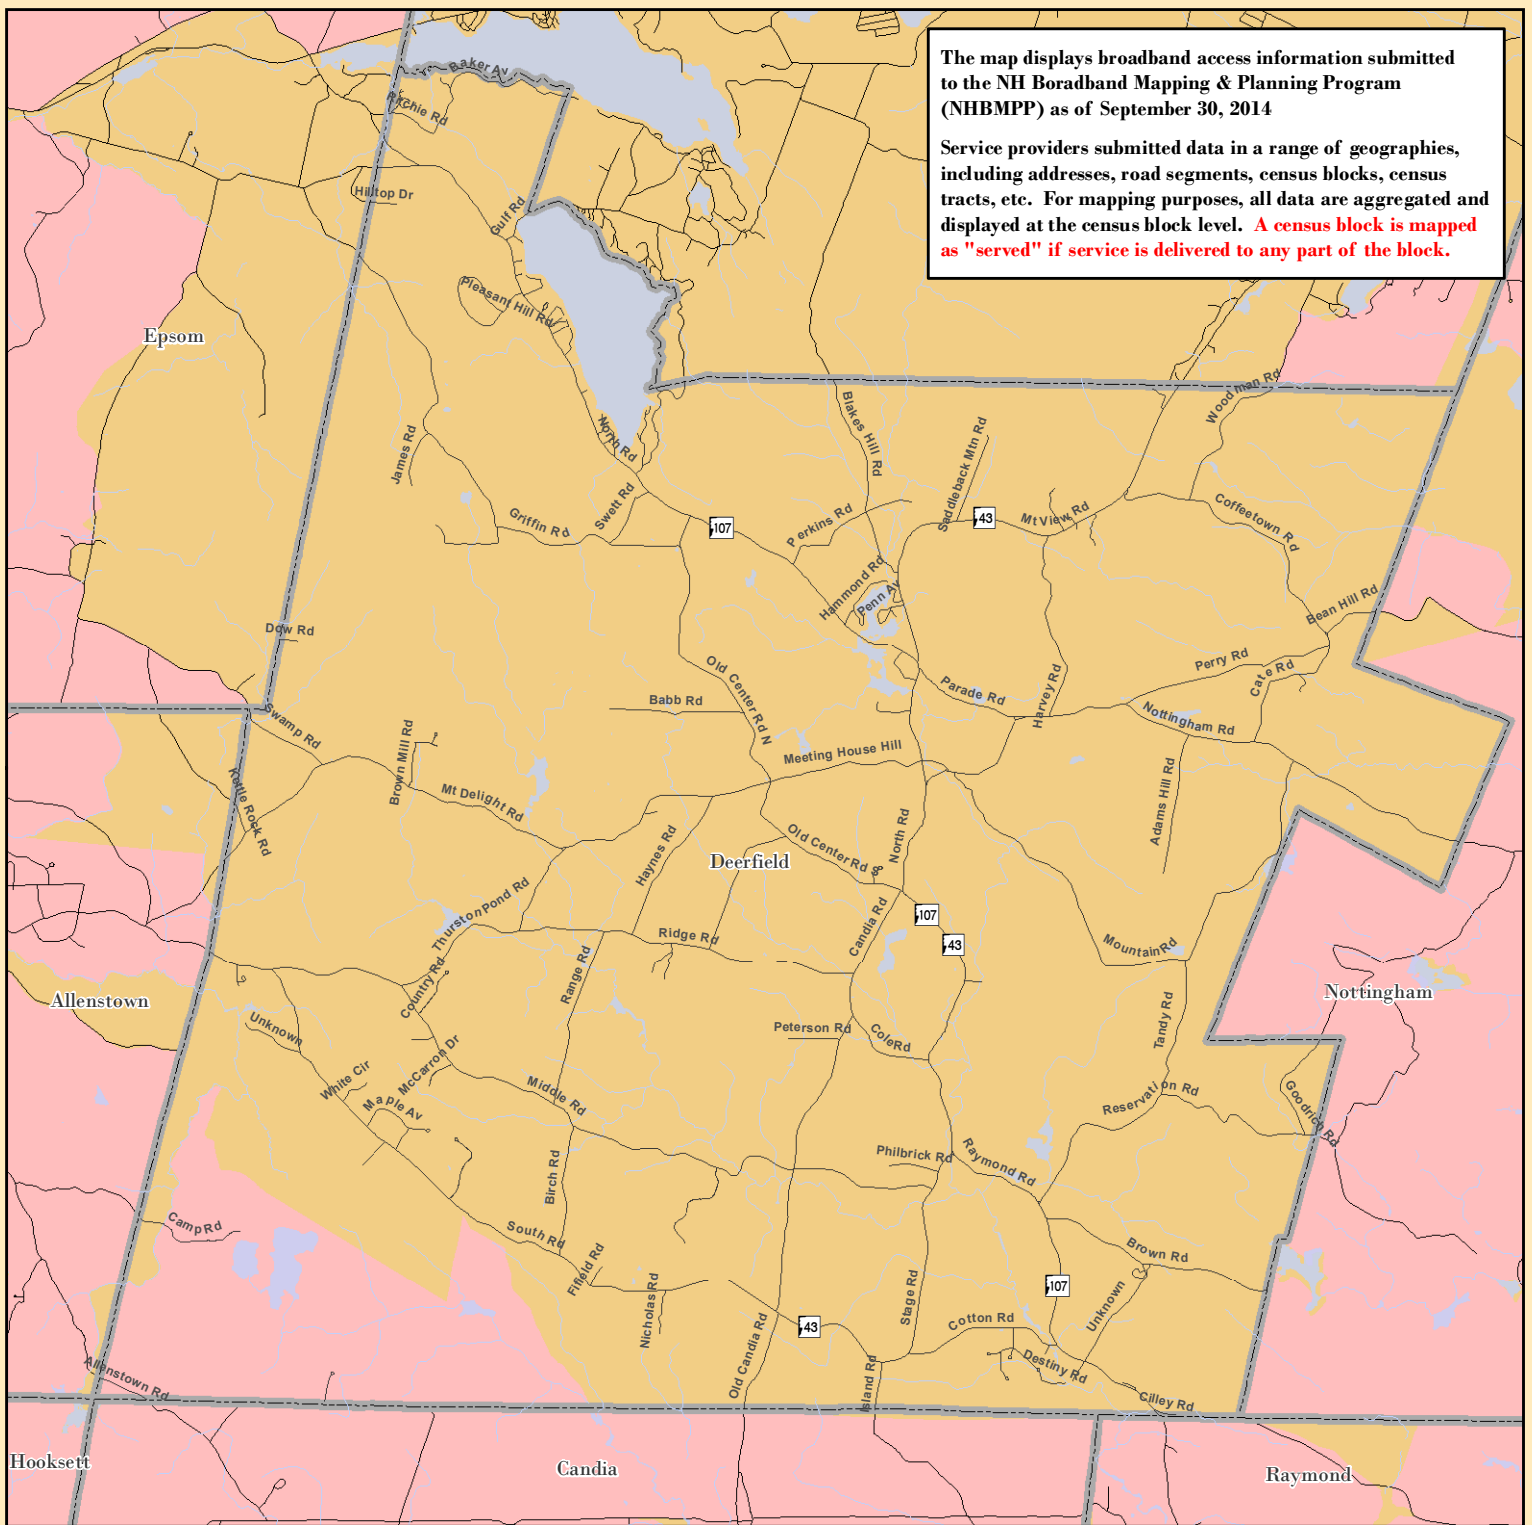 The map displays broadband access information submitted
to the NH Boradband Mapping & Planning Program
(NHBMPP) as of September 30, 2014
Service providers submitted data in a range of geographies,
including addresses, road segments, census blocks, census
tracts, etc. For mapping purposes, all data are aggregated and
displayed at the census block level. A census block is mapped
as "served" if service is delivered to any part of the block.
Baker Av
Ritchie Rd
Hilltop Dr
Gulf Rd
Pleasant Hill Rd
Epsom
Woodman Rd
Blakes Hill Rd
North Rd
James Rd
Saddleback Mtn Rd
Swett Rd
Griffin Rd
107
Perkins Rd
43
Mt View Rd
Coffeetown Rd
Hammond Rd
Penn Av
Bean Hill Rd
Dow Rd
Old Center Rd N
Babb Rd
Parade Rd
Harvey Rd
Perry Rd
Cate Rd
Nottingham Rd
Swamp Rd
Brown Mill Rd
Meeting House Hill
Kettle Rock Rd
Mt Delight Rd
Adams Hill Rd
Haynes Rd
Deerfield
Old Center Rd S
North Rd
Thurston Pond Rd
Candia Rd
107
43
Ridge Rd
Mountain Rd
Range Rd
Country Rd
Allenstown
Nottingham
Unknown
Peterson Rd
Cole Rd
Tandy Rd
White Cir
McCarron Dr
Maple Av
Middle Rd
Reservation Rd
Goodrich Rd
Birch Rd
Philbrick Rd
Raymond Rd
Camp Rd
South Rd
Fifield Rd
Brown Rd
Nicholas Rd
Stage Rd
107
Unknown
43
Cotton Rd
Old Candia Rd
Island Rd
Destiny Rd
Allenstown Rd
Cilley Rd
Hooksett
Candia
Raymond